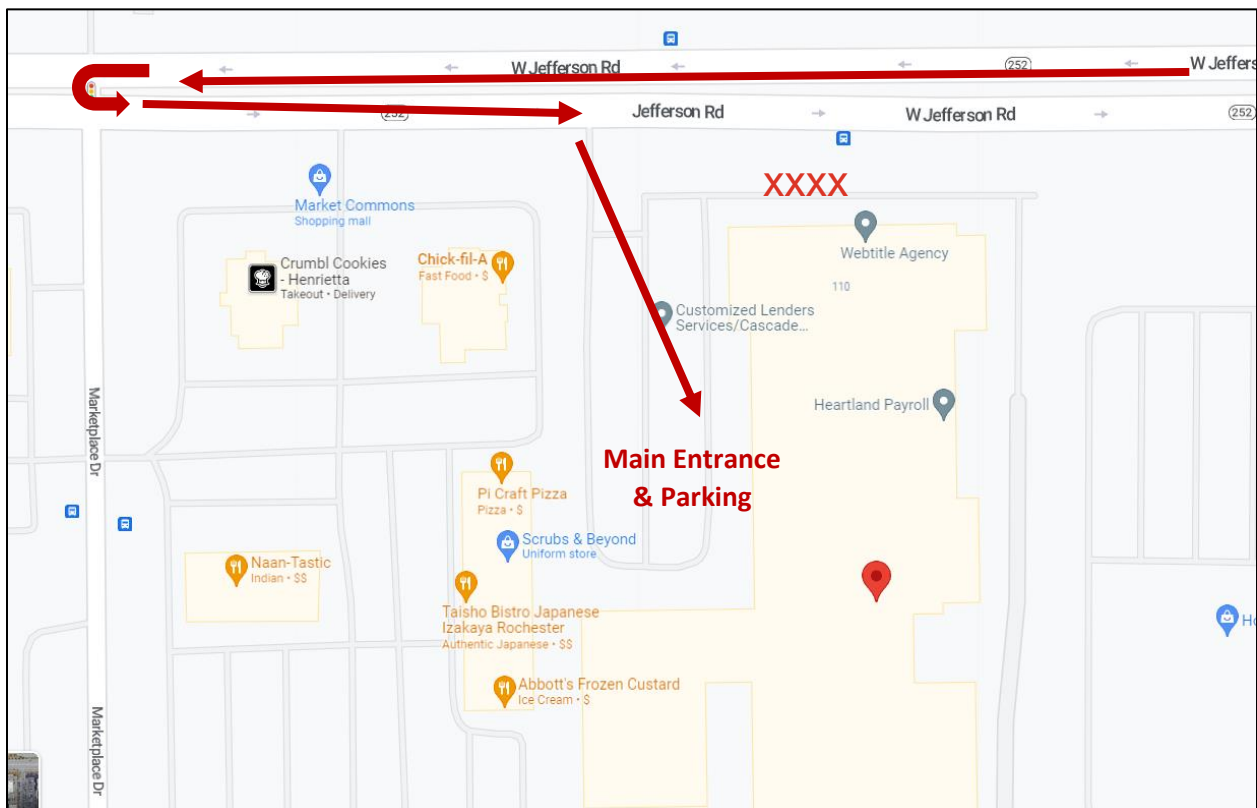 W Jefferson Rd
252
W Jeffers
252
Jefferson Rd
W Jefferson Rd
252
XXXX
Market Commons
Shopping mall
Webtitle Agency
Crumbl Cookies
- Henrietta
Takeout • Delivery
Chick-fil-A
Fast Food • $
110
Customized Lenders
Services/Cascade...
Marketplace Dr
Heartland Payroll
Main Entrance
& Parking
Pi Craft Pizza
Pizza • $
Scrubs & Beyond
Uniform store
Naan-Tastic
Indian • $$
Taisho Bistro Japanese
Izakaya Rochester
Authentic Japanese • $$
Ho
Abbott's Frozen Custard
Ice Cream • $
Marketplace Dr